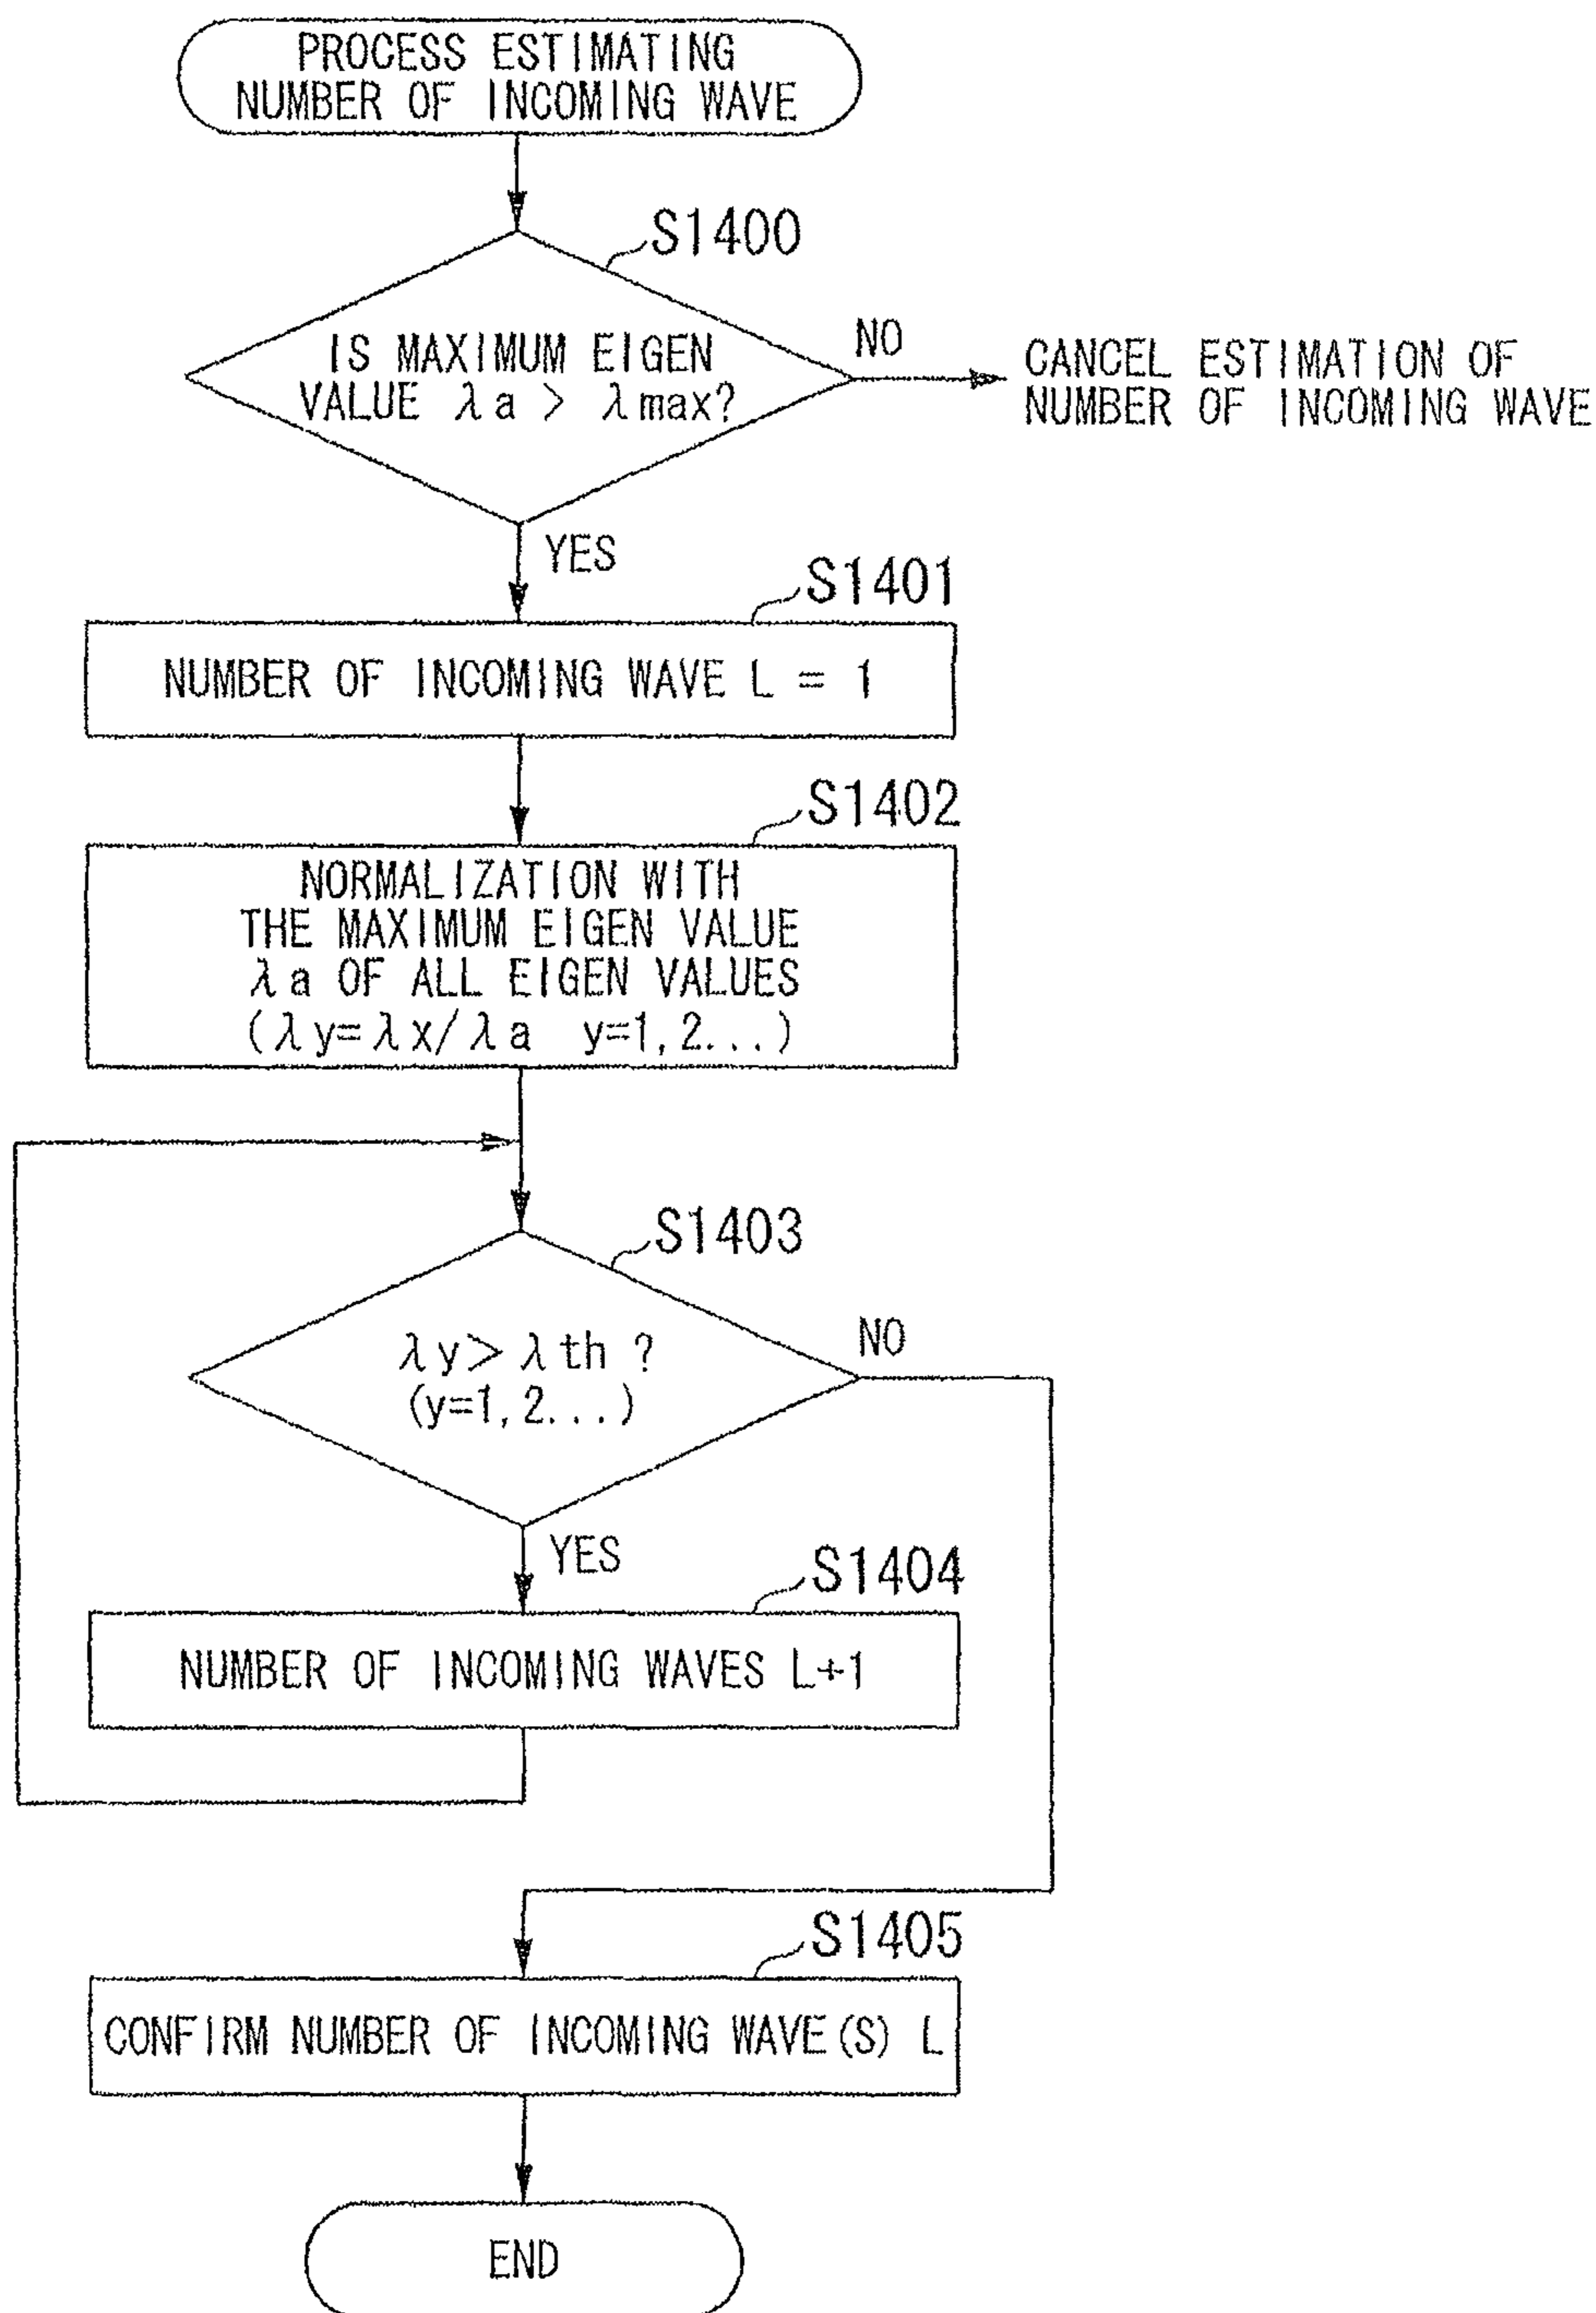 PROCESS ESTIMATING
NUMBER OF INCOMING WAVE
S1400
IS MAXIMUM EIGEN
VALUE λa > λmax?
NO
CANCEL ESTIMATION OF
NUMBER OF INCOMING WAVE
YES
S1401
NUMBER OF INCOMING WAVE L = 1
S1402
NORMALIZATION WITH
THE MAXIMUM EIGEN VALUE
λa OF ALL EIGEN VALUES
(λy=λx/λa y=1,2...)
S1403
λy> λth ?
(y=1,2...)
NO
YES
S1404
NUMBER OF INCOMING WAVES L+1
S1405
CONFIRM NUMBER OF INCOMING WAVE(S) L
END